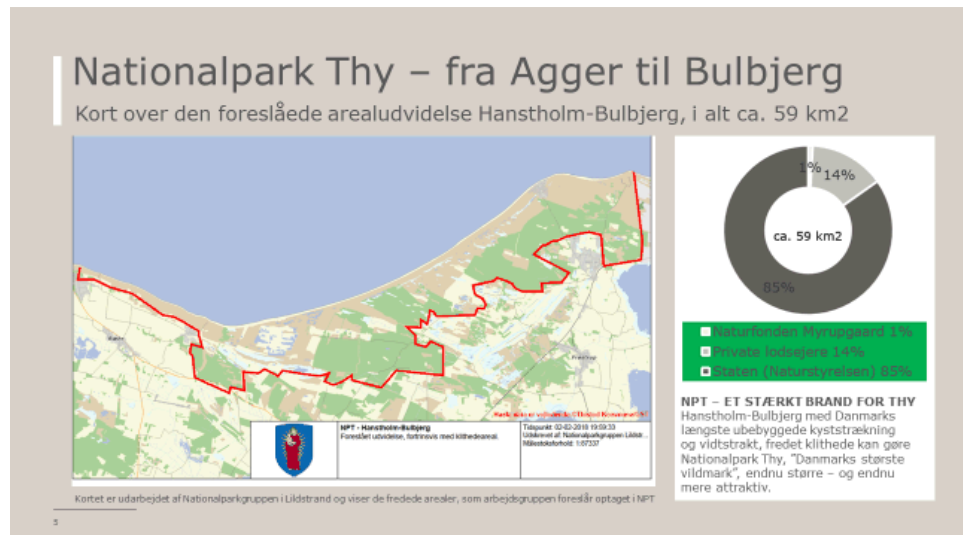 Nationalpark Thy – fra Agger til Bulbjerg
Kort over den foreslåede arealudvidelse Hanstholm-Bulbjerg, i alt ca. 59 km2
NPT - Hanstholm-Bulbjerg
Foreslået udvidelse, fortrinsvis med klithedeareal.
Tidspunkt: 02-02-2018 19:59:33
Udskrevet af: Nationalparkgruppen Lildstr...
Målestoksforhold: 1:67337
Kortet er udarbejdet af Nationalparkgruppen i Lildstrand og viser de fredede arealer, som arbejdsgruppen foreslår optaget i NPT
1%
14%
ca. 59 km2
85%
Naturfonden Myrupgaard 1%
Private lodsejere 14%
Staten (Naturstyrelsen) 85%
NPT – ET STÆRKT BRAND FOR THY
Hanstholm-Bulbjerg med Danmarks
længste ubebyggede kyststrækning
og vidtstrakt, fredet klithede kan gøre
Nationalpark Thy, "Danmarks største
vildmark", endnu større – og endnu
mere attraktiv.
5